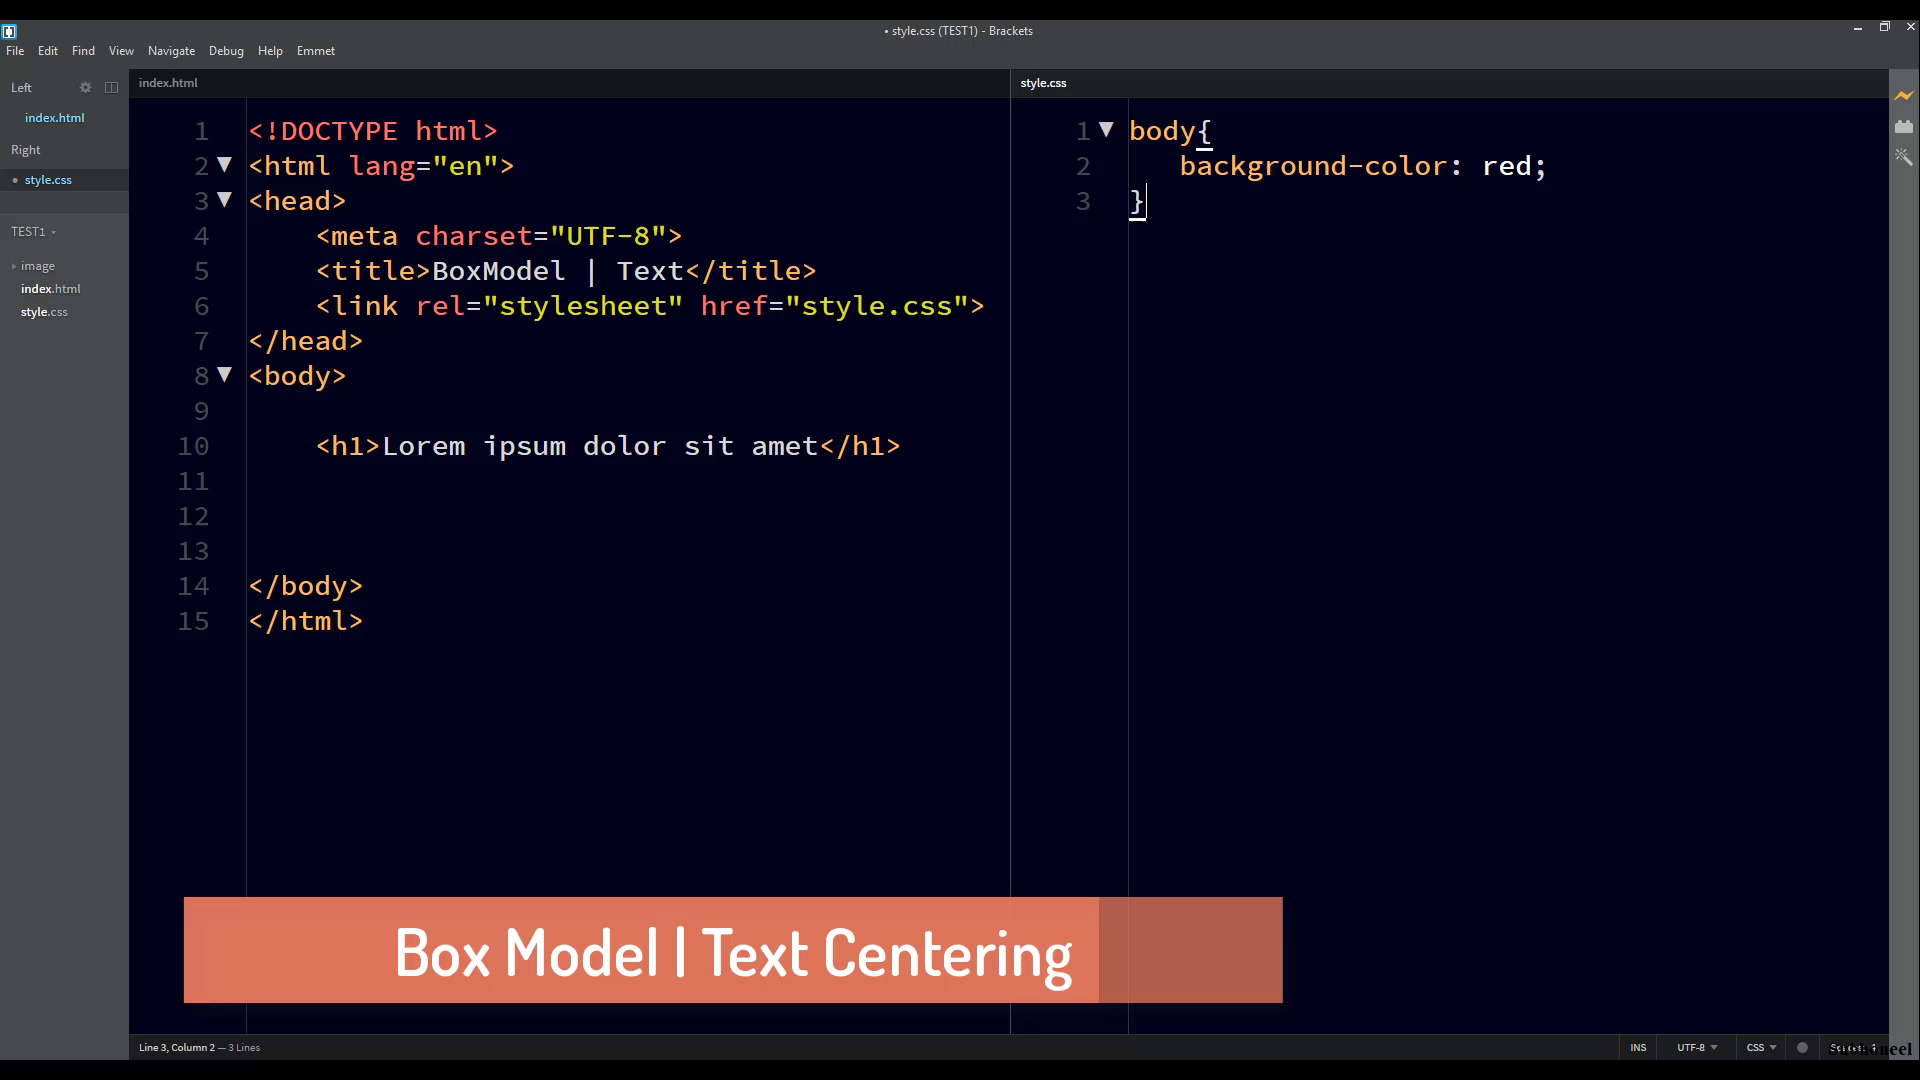 • style.css (TEST1) - Brackets
File Edit Find View Navigate Debug Help Emmet
Left
index.html
Right
• style.css
TEST1
image
index.html
style.css
index.html
1 <!DOCTYPE html>
2 <html lang="en">
3 <head>
4 <meta charset="UTF-8">
5 <title>BoxModel | Text</title>
6 <link rel="stylesheet" href="style.css">
7 </head>
8 <body>
9
10 <h1>Lorem ipsum dolor sit amet</h1>
11
12
13
14 </body>
15 </html>
style.css
1 body{
2 background-color: red;
3 }
Box Model | Text Centering
Line 3, Column 2 — 3 Lines
INS UTF-8 CSS